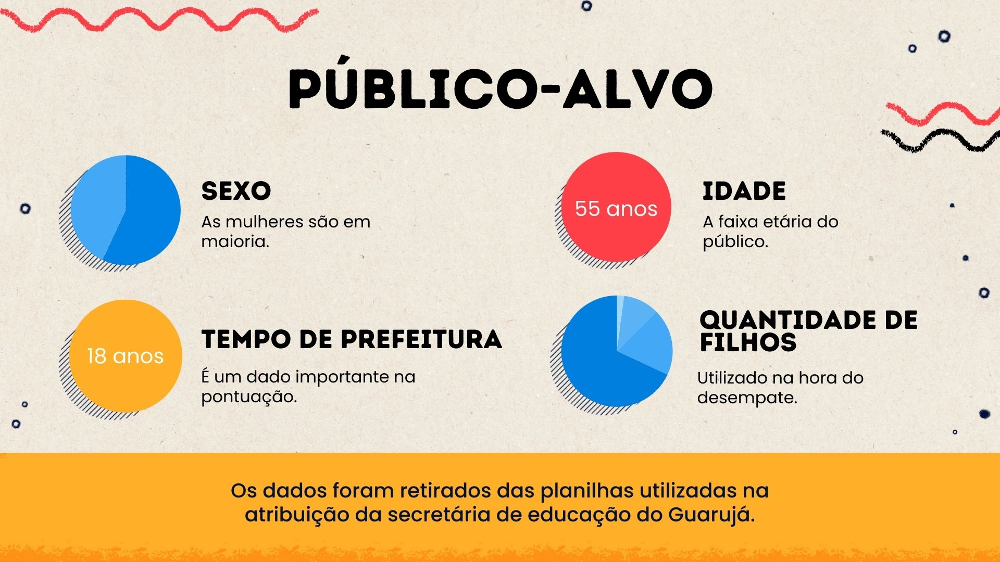 PÚBLICO-ALVO
SEXO
As mulheres são em
maioria.
55 anos
IDADE
A faixa etária do
público.
18 anos
TEMPO DE PREFEITURA
É um dado importante na
pontuação.
QUANTIDADE DE
FILHOS
Utilizado na hora do
desempate.
Os dados foram retirados das planilhas utilizadas na
atribuição da secretária de educação do Guarujá.